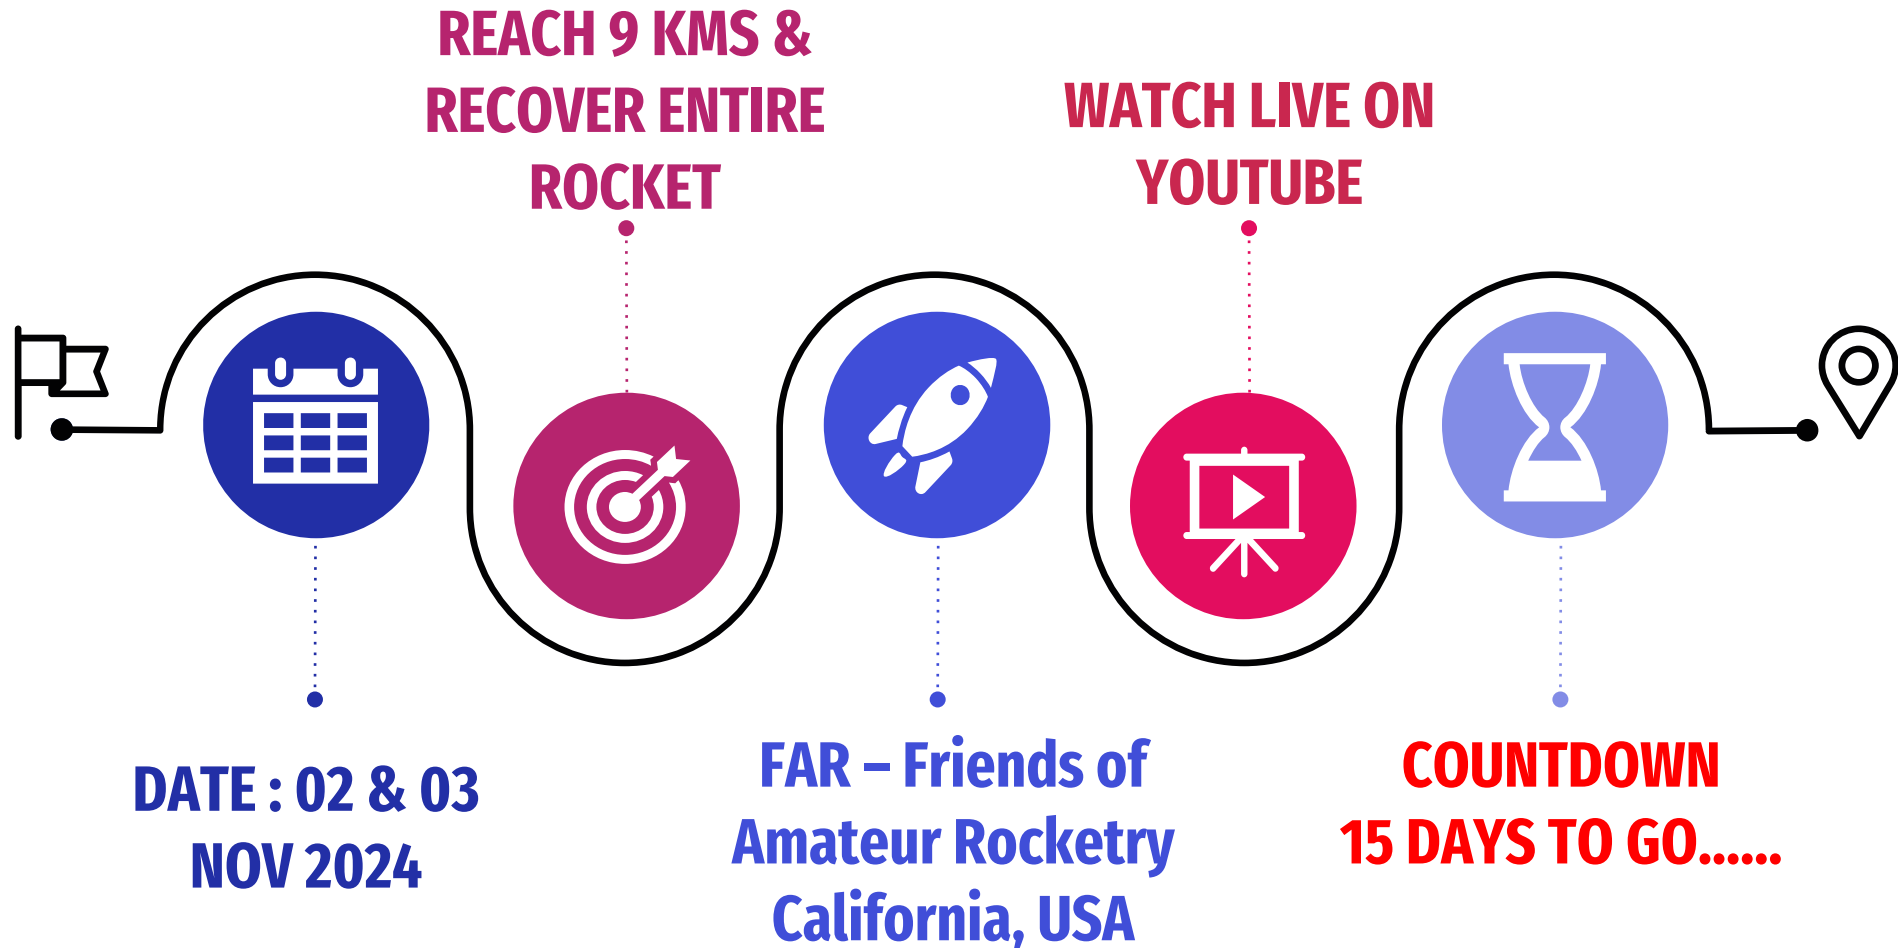 REACH 9 KMS &
RECOVER ENTIRE
ROCKET
WATCH LIVE ON
YOUTUBE
DATE : 02 & 03
NOV 2024
FAR – Friends of
Amateur Rocketry
California, USA
COUNTDOWN
15 DAYS TO GO......